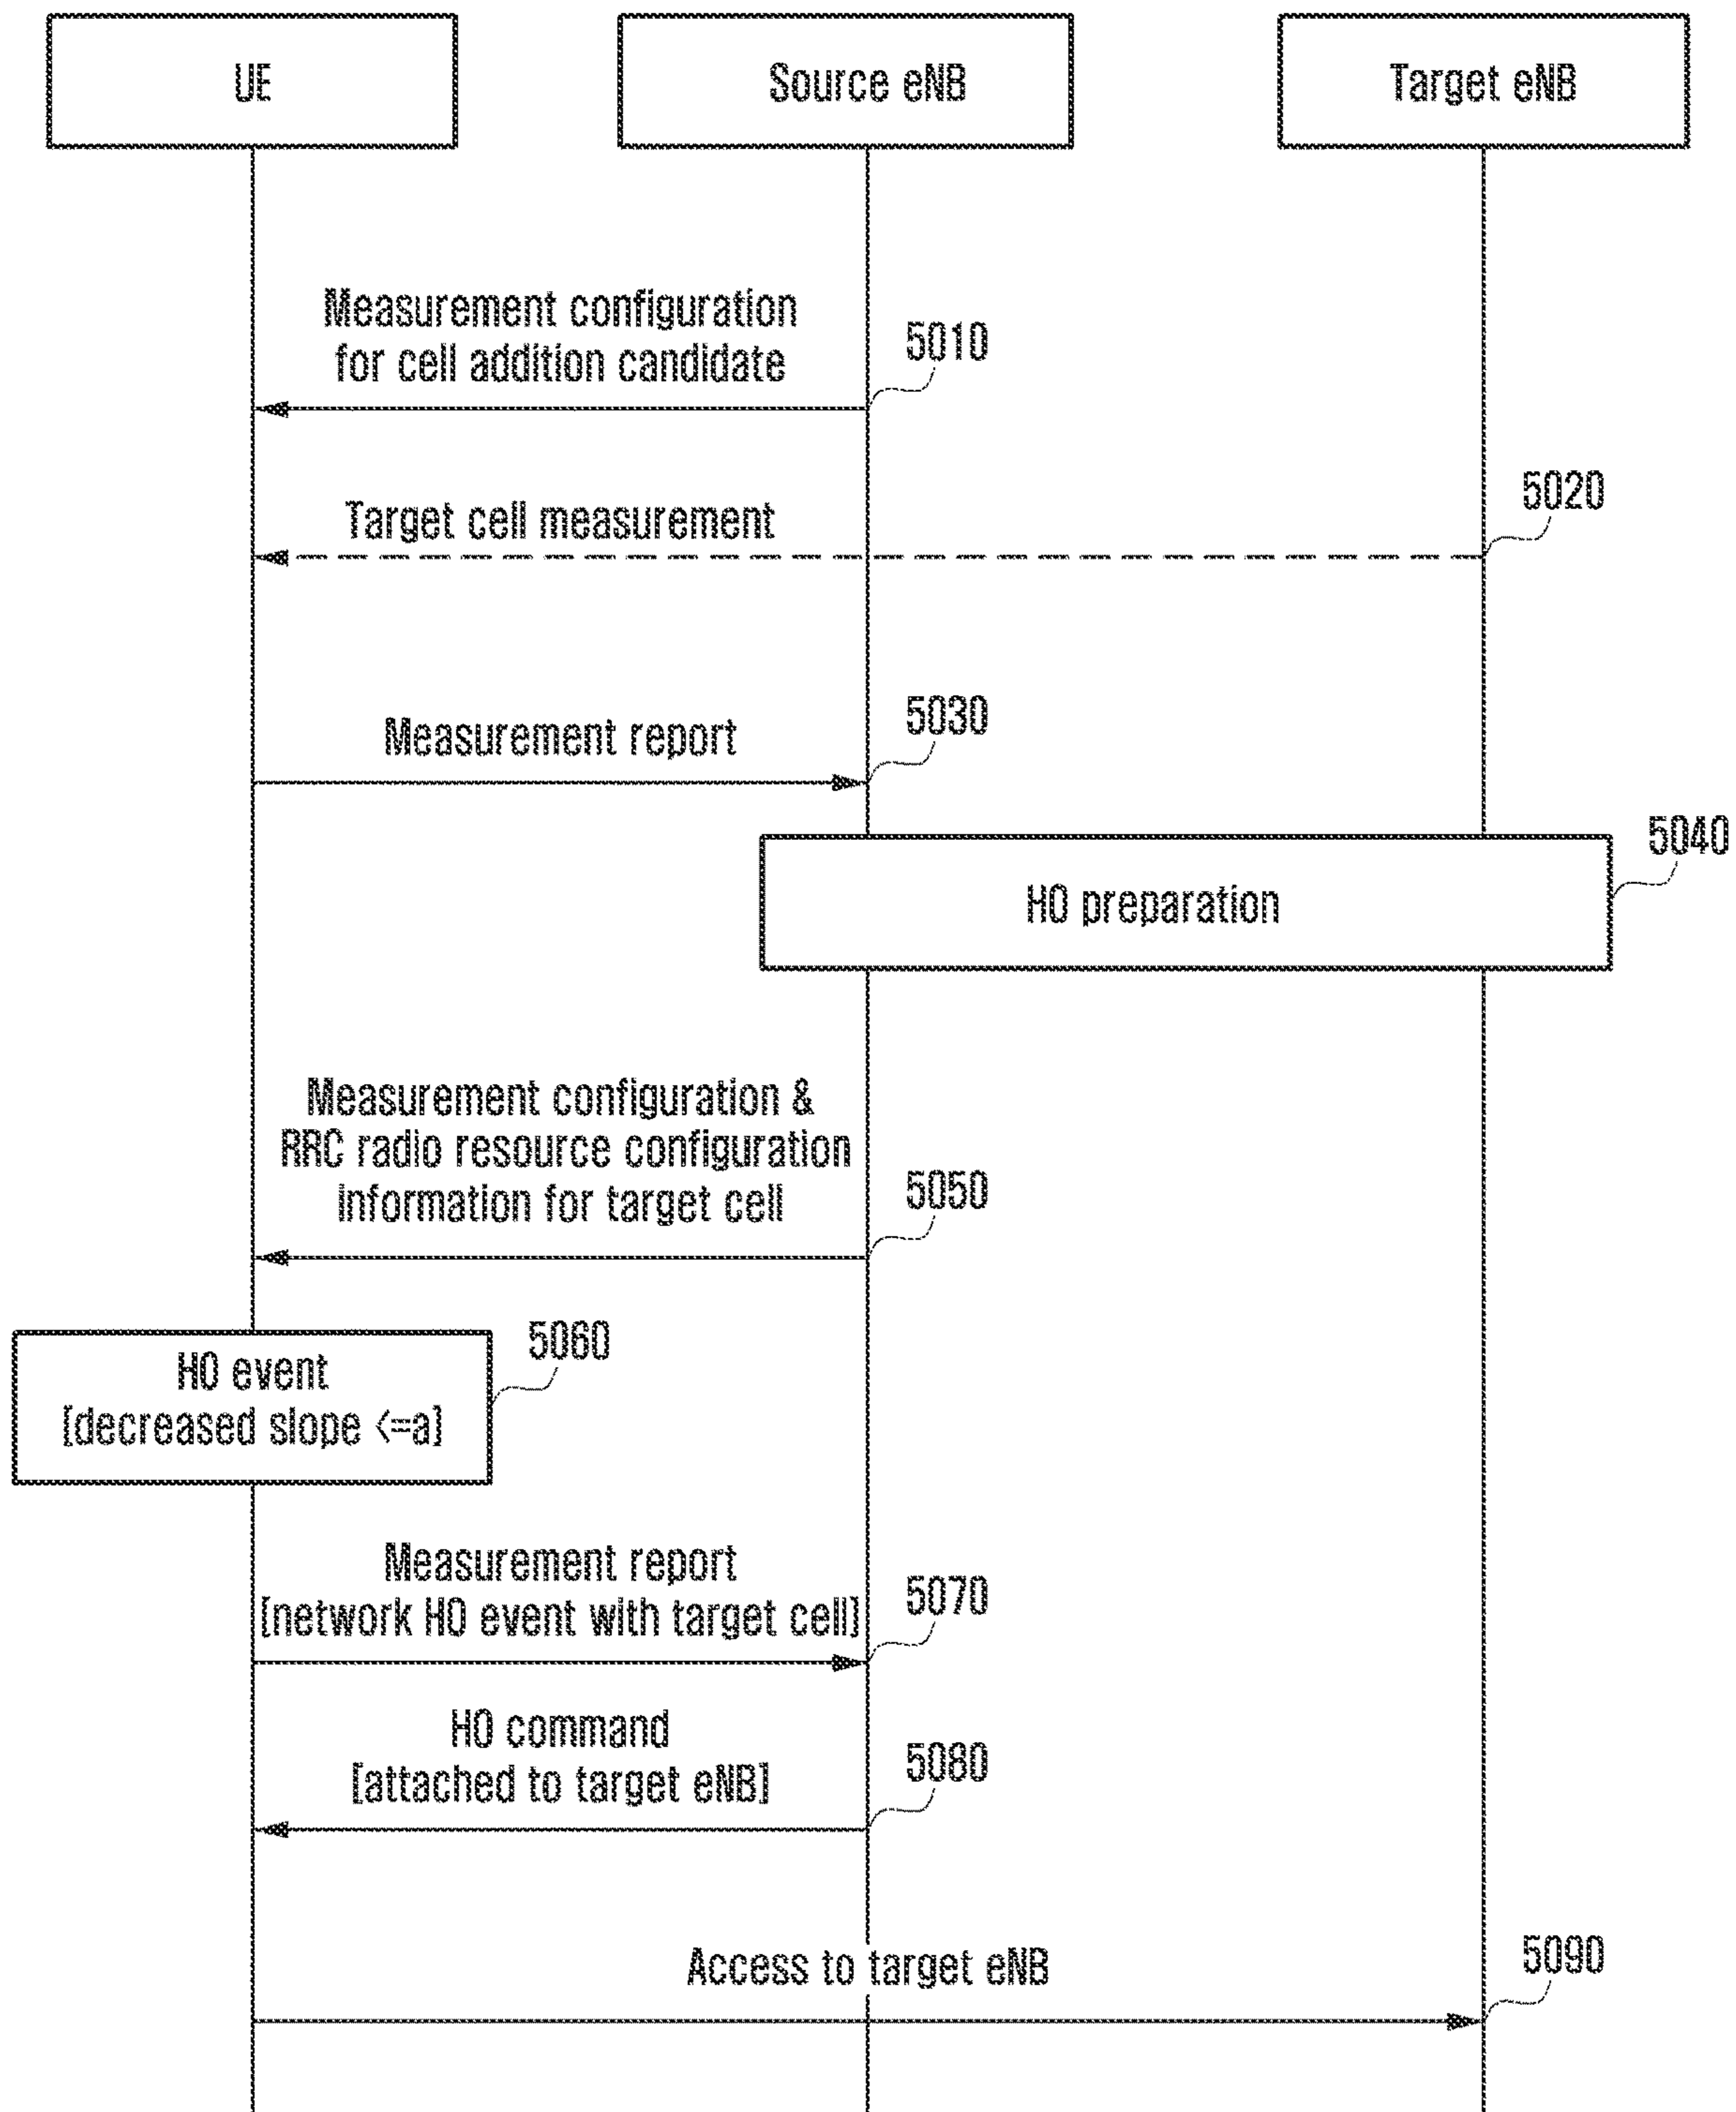 UE
Source eNB
Target eNB
Measurement configuration
for cell addition candidate
5010
Target cell measurement
5020
Measurement report
5030
HO preparation
5040
Measurement configuration &
RRC radio resource configuration
information for target cell
5050
HO event
[decreased slope <=a]
5060
Measurement report
[network HO event with target cell]
5070
HO command
[attached to target eNB]
5080
Access to target eNB
5090